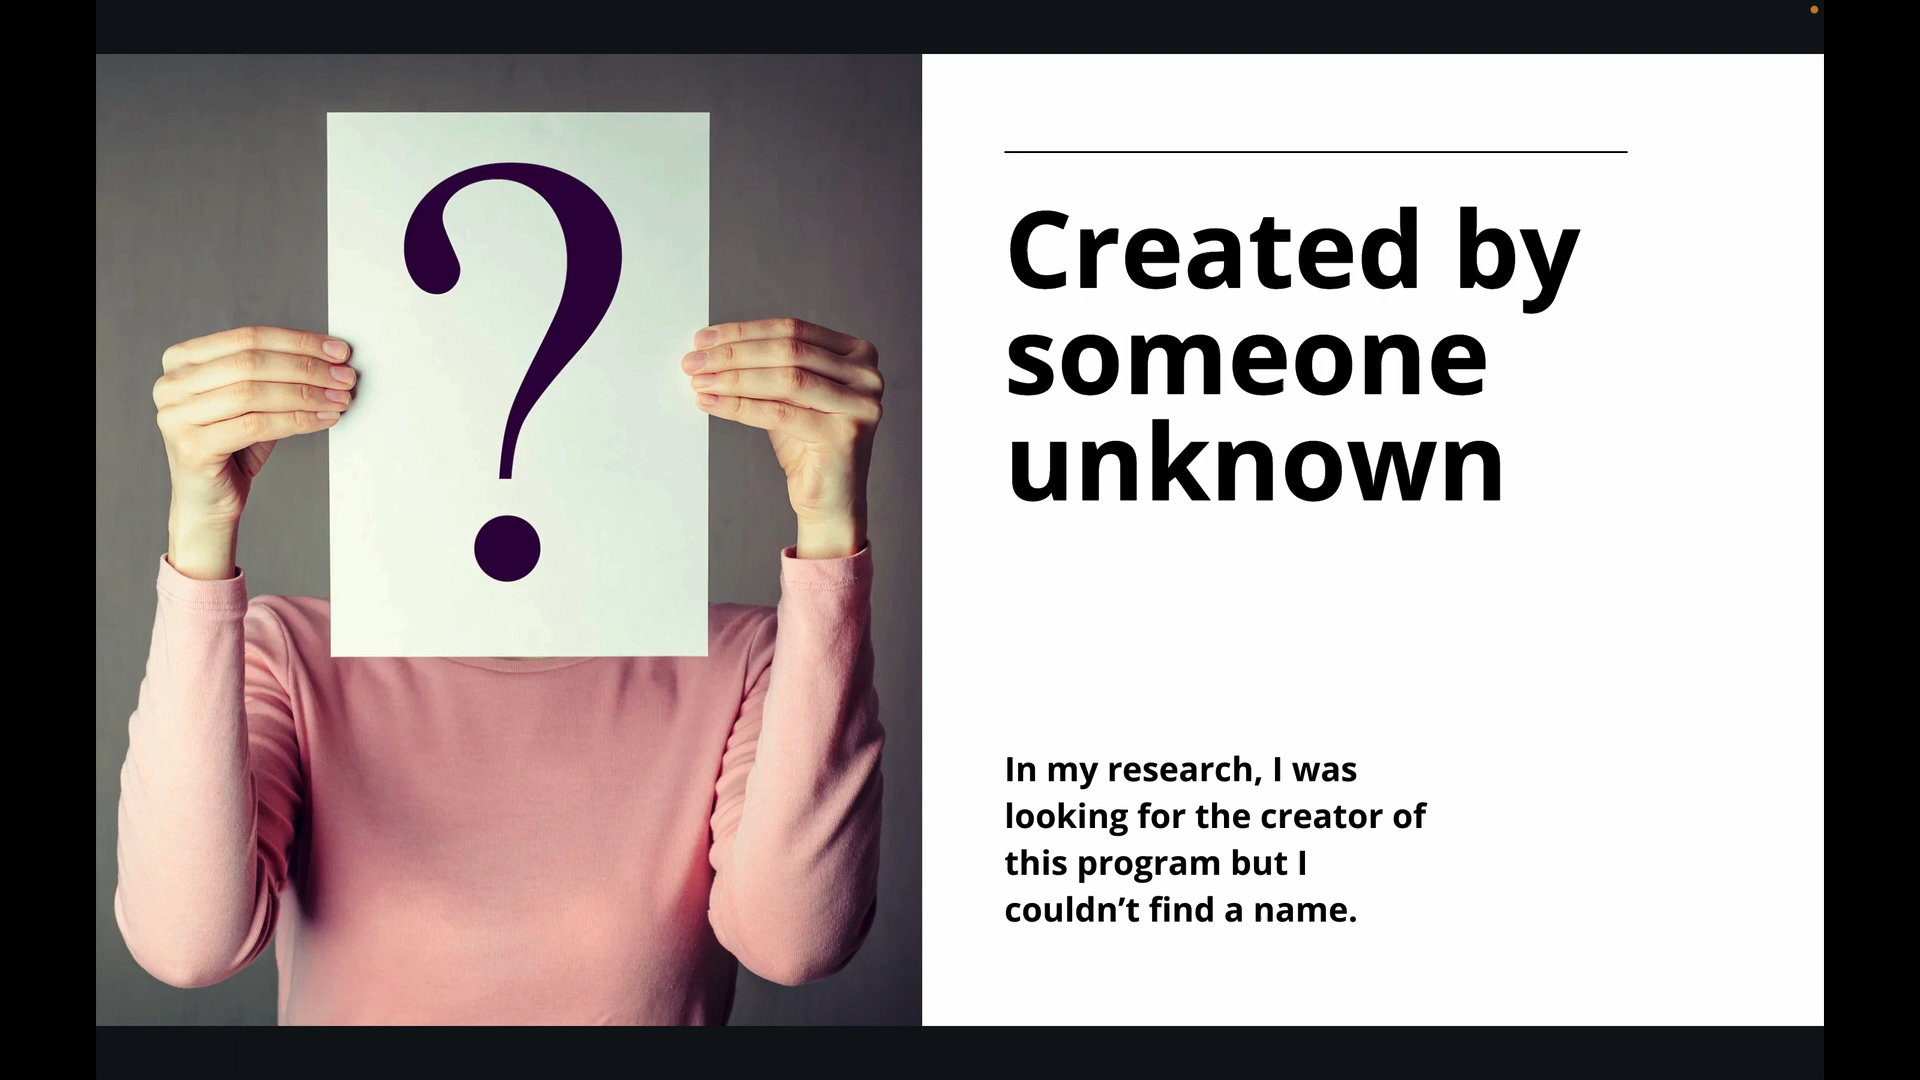 ?
Created by
someone
unknown
In my research, I was
looking for the creator of
this program but I
couldn’t find a name.